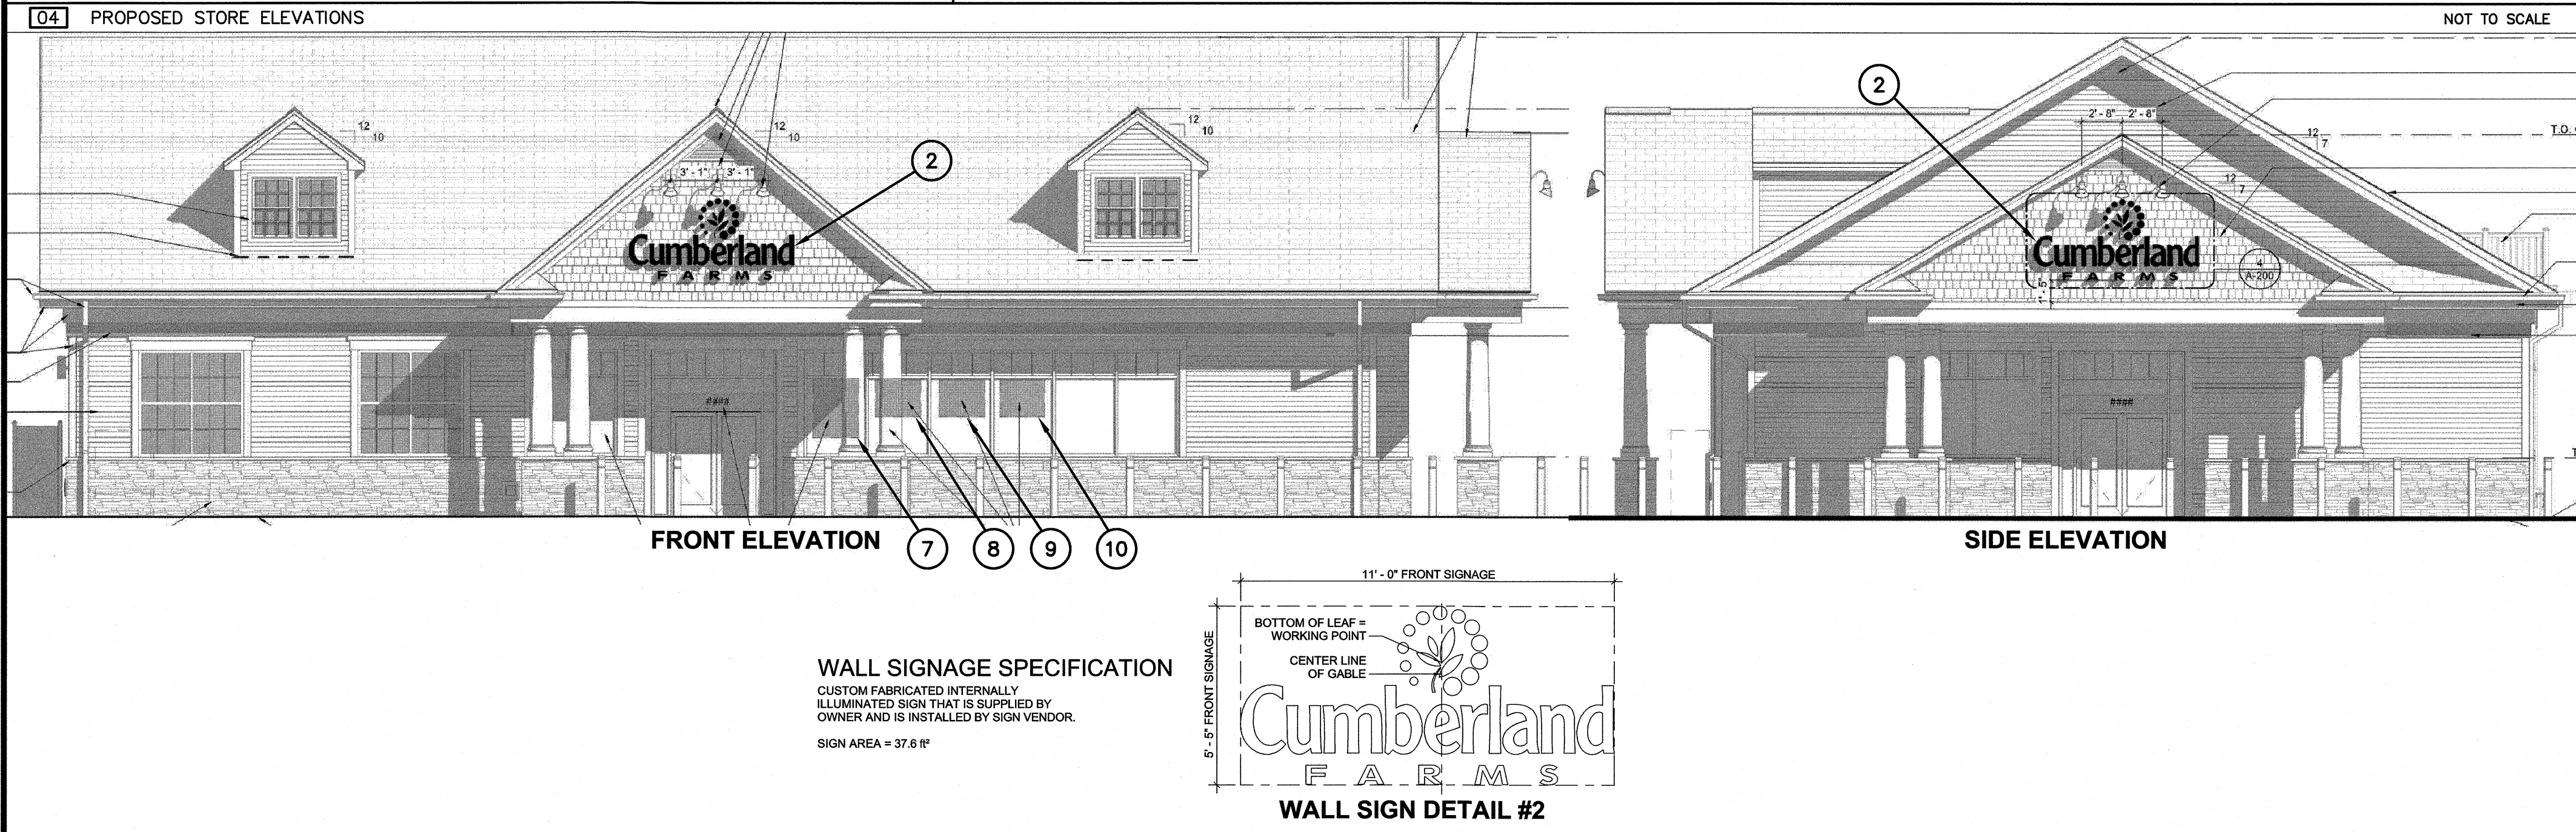 04 PROPOSED STORE ELEVATIONS
NOT TO SCALE
12
10
12
10
12
10
2
3' - 1" 3' - 1"
Cumberland
FARMS
####
FRONT ELEVATION
7
8
9
10
2
2' - 8" 2' - 8"
T.O.
12
7
12
7
Cumberland
FARMS
4
A-200
1' - 5"
####
SIDE ELEVATION
WALL SIGNAGE SPECIFICATION
CUSTOM FABRICATED INTERNALLY
ILLUMINATED SIGN THAT IS SUPPLIED BY
OWNER AND IS INSTALLED BY SIGN VENDOR.
SIGN AREA = 37.6 ft²
11' - 0" FRONT SIGNAGE
5' - 5" FRONT SIGNAGE
BOTTOM OF LEAF =
WORKING POINT
CENTER LINE
OF GABLE
Cumberland
FARMS
WALL SIGN DETAIL #2